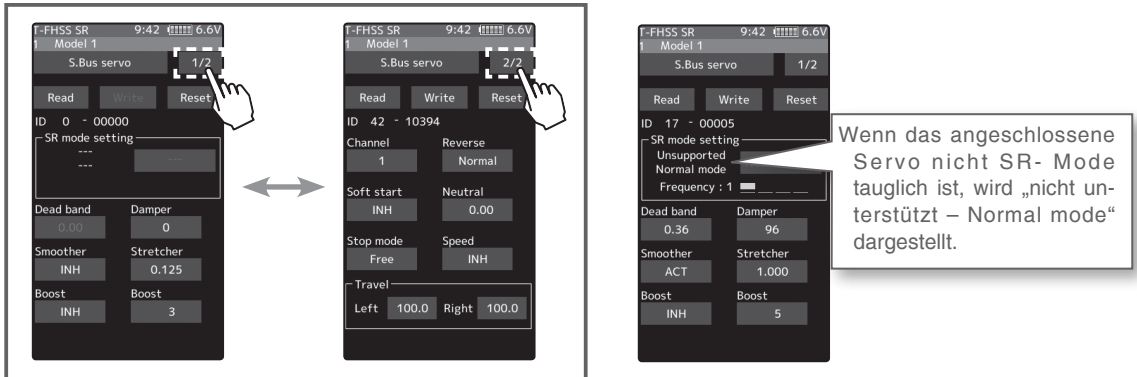 T-FHSS SR 9:42 6.6V
1 Model 1
S.Bus servo 1/2
Read Write Reset
ID 0 - 00000
SR mode setting
---
--- ---
Dead band Damper
0.00 0
Smoother Stretcher
INH 0.125
Boost Boost
INH 3
T-FHSS SR 9:42 6.6V
1 Model 1
S.Bus servo 2/2
Read Write Reset
ID 42 - 10394
Channel Reverse
1 Normal
Soft start Neutral
INH 0.00
Stop mode Speed
Free INH
Travel
Left 100.0 Right 100.0
T-FHSS SR 9:42 6.6V
1 Model 1
S.Bus servo 1/2
Read Write Reset
ID 17 - 00005
SR mode setting
Unsupported
Normal mode
Frequency : 1
Dead band Damper
0.36 96
Smoother Stretcher
ACT 1.000
Boost Boost
INH 5
Wenn das angeschlossene
Servo nicht SR- Mode
tauglich ist, wird „nicht un-
terstützt – Normal mode“
dargestellt.